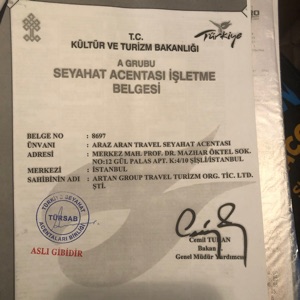 Türkiye
T.C.
KÜLTÜR VE TURİZM BAKANLIĞI
A GRUBU
SEYAHAT ACENTASI İŞLETME
BELGESİ
BELGE NO : 8697
ÜNVANI : ARAZ ARAN TRAVEL SEYAHAT ACENTASI
ADRESİ : MERKEZ MAH. PROF. DR. MAZHAR ÖKTEL SOK.
NO:12 GÜL PALAS APT. K:4/10 ŞİŞLİ/İSTANBUL
MERKEZİ : İSTANBUL
SAHİBİNİN ADI : ARTAN GROUP TRAVEL TURİZM ORG. TİC. LTD.
ŞTİ.
TÜRKİYE SEYAHAT
TÜRSAB
ACENTALARI BİRLİĞİ
ASLI GİBİDİR
Cemil TURAN
Bakan
Genel Müdür Yardımcısı